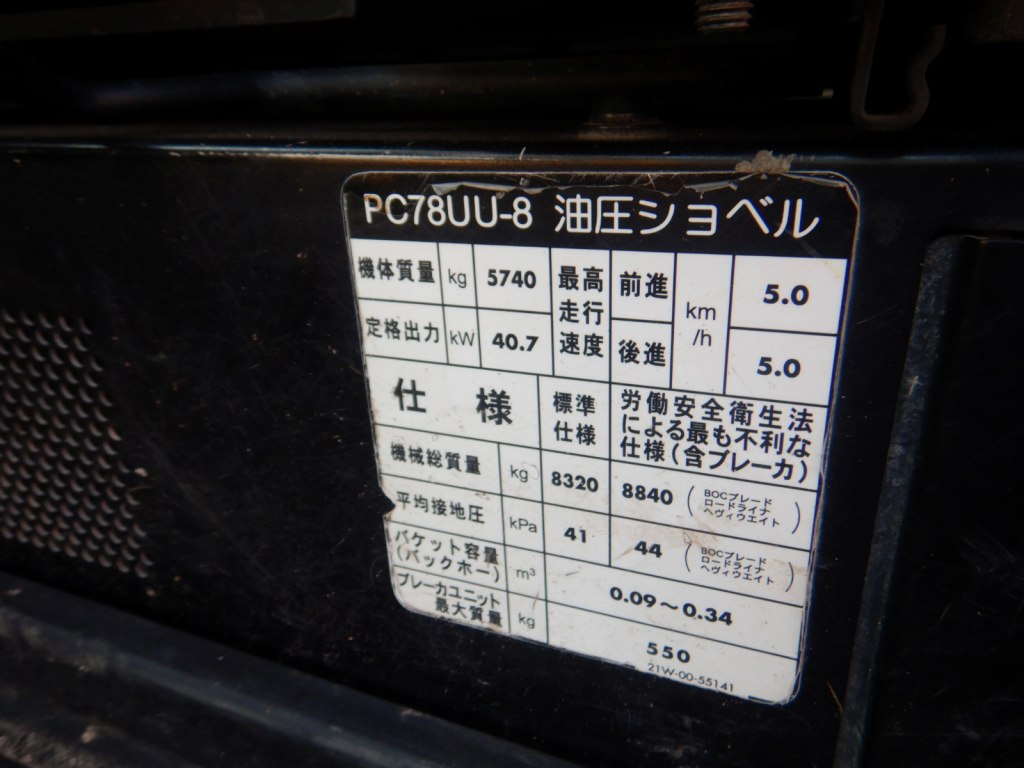 PC78UU-8 油圧ショベル
機体質量 kg 5740
定格出力 kW 40.7
最高走行速度 km/h
前進 5.0
後進 5.0
仕様 標準仕様 労働安全衛生法
による最も不利な
仕様(含ブレーカ)
機械総質量 kg 8320 8840 (BOCブレード
ロードライナ
ヘヴィウエイト)
平均接地圧 kPa 41 44 (BOCブレード
ロードライナ
ヘヴィウエイト)
バケット容量
(バックホー) m³ 0.09~0.34
ブレーカユニット
最大質量 kg 550
21W-00-55141